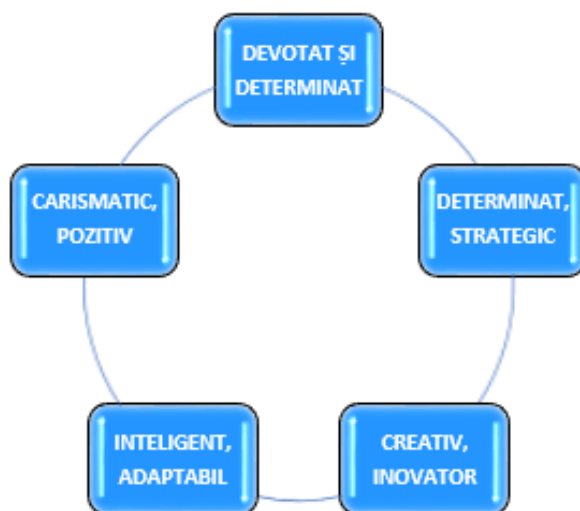 DEVOTAT ȘI
DETERMINAT
DETERMINAT,
STRATEGIC
CREATIV,
INOVATOR
INTELIGENT,
ADAPTABIL
CARISMATIC,
POZITIV